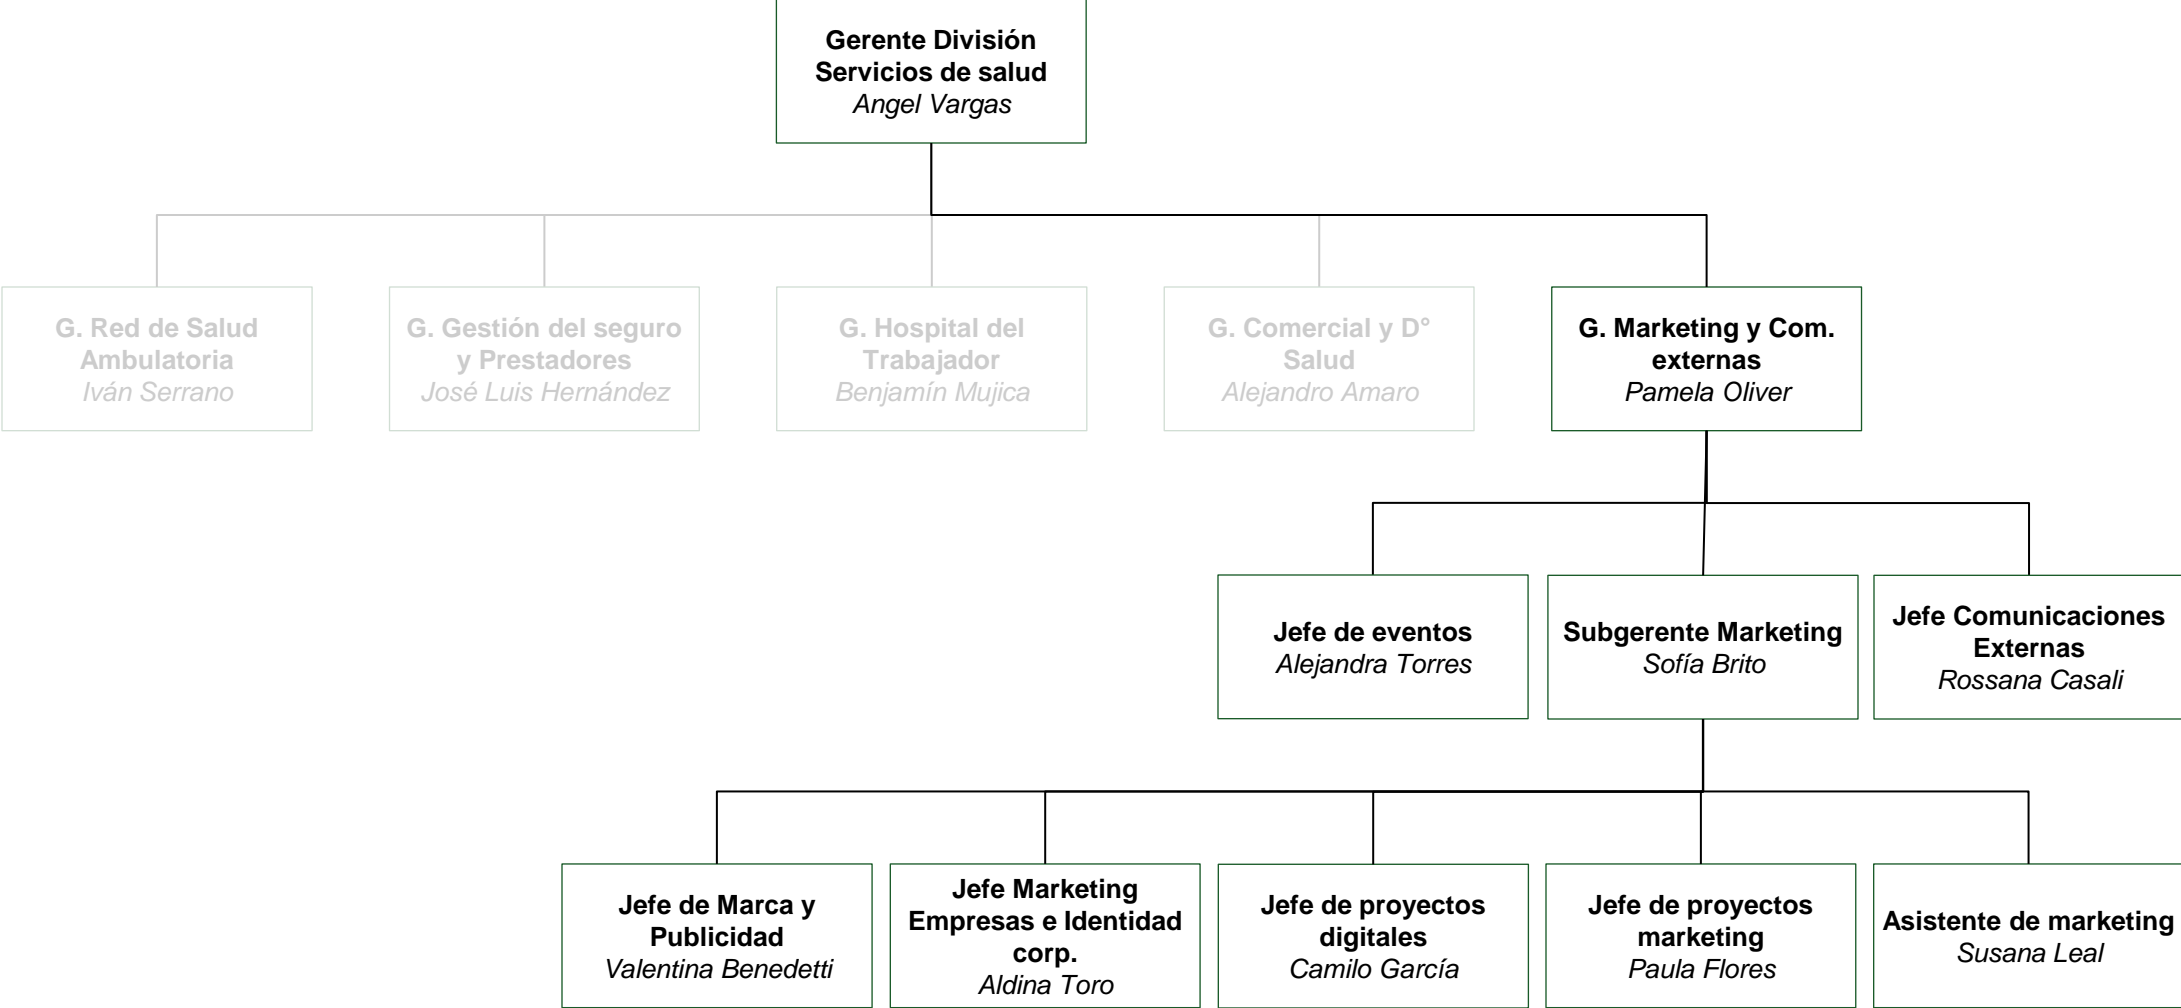 Gerente División
Servicios de salud
Angel Vargas
G. Red de Salud
Ambulatoria
Iván Serrano
G. Gestión del seguro
y Prestadores
José Luis Hernández
G. Hospital del
Trabajador
Benjamín Mujica
G. Comercial y D°
Salud
Alejandro Amaro
G. Marketing y Com.
externas
Pamela Oliver
Jefe de eventos
Alejandra Torres
Subgerente Marketing
Sofía Brito
Jefe Comunicaciones
Externas
Rossana Casali
Jefe de Marca y
Publicidad
Valentina Benedetti
Jefe Marketing
Empresas e Identidad
corp.
Aldina Toro
Jefe de proyectos
digitales
Camilo García
Jefe de proyectos
marketing
Paula Flores
Asistente de marketing
Susana Leal